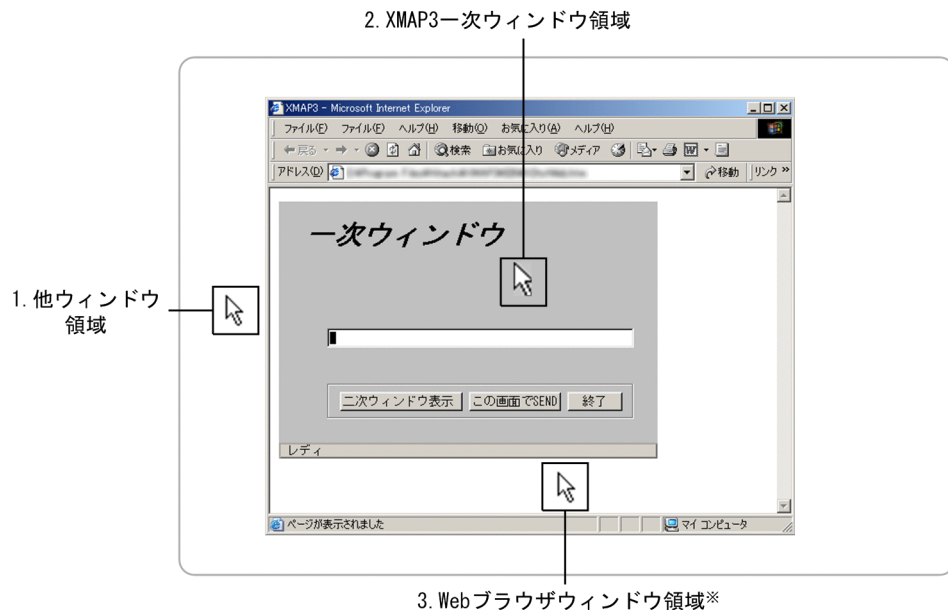 2. XMAP3一次ウィンドウ領域
XMAP3 - Microsoft Internet Explorer
ファイル(F) ファイル(F) ヘルプ(H) 移動(O) お気に入り(A) ヘルプ(H)
戻る 検索 お気に入り メディア
アドレス(D) 移動 リンク »
一次ウィンドウ
1. 他ウィンドウ
領域
二次ウィンドウ表示 この画面でSEND 終了
レディ
ページが表示されました マイ コンピュータ
3. Webブラウザウィンドウ領域※